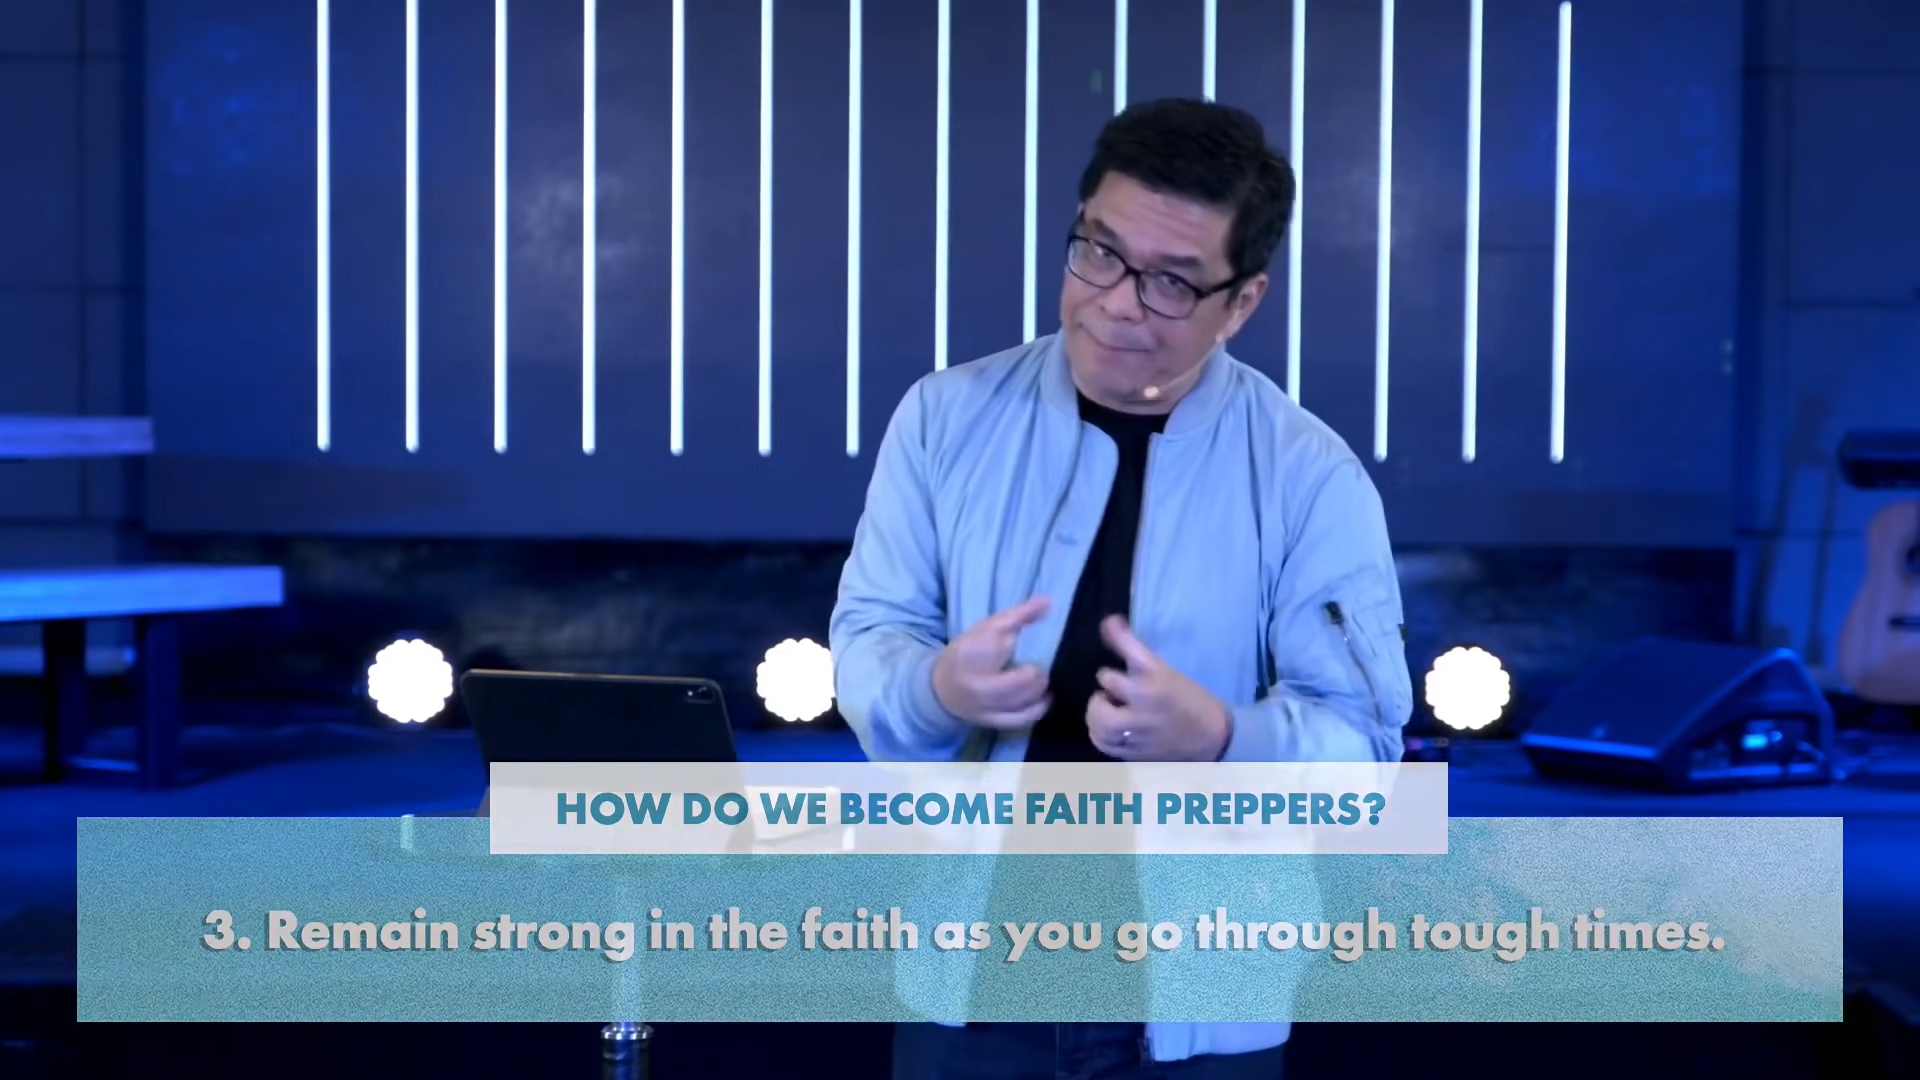 HOW DO WE BECOME FAITH PREPPERS?
3. Remain strong in the faith as you go through tough times.